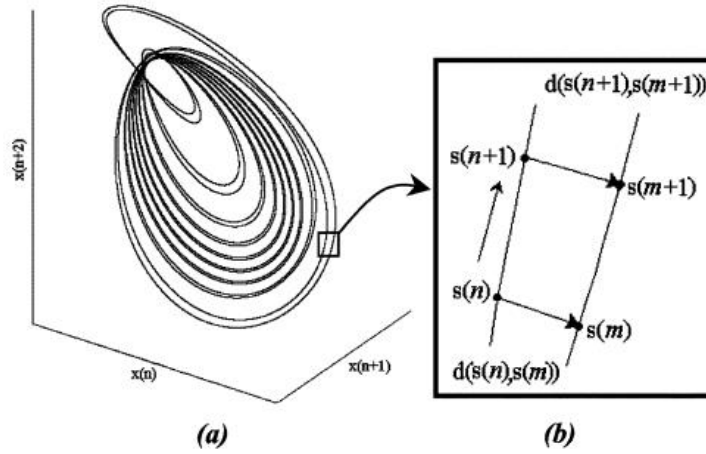 x(n+2)
x(n)
x(n+1)
(a)
d(s(n+1),s(m+1))
s(n+1)
s(m+1)
s(n)
s(m)
d(s(n),s(m))
(b)